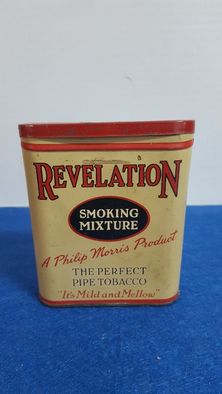 REVELATION
SMOKING
MIXTURE
A Philip Morris Product
THE PERFECT
PIPE TOBACCO
"It's Mild and Mellow"